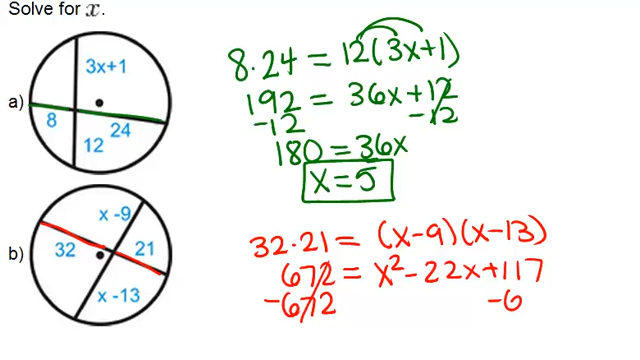 Solve for x.
a)
3x+1
8
24
12
8·24 = 12(3x+1)
192 = 36x+12
-12 -12
180 = 36x
x = 5
b)
x -9
32
21
x -13
32·21 = (x-9)(x-13)
672 = x² - 22x + 117
-672 -6